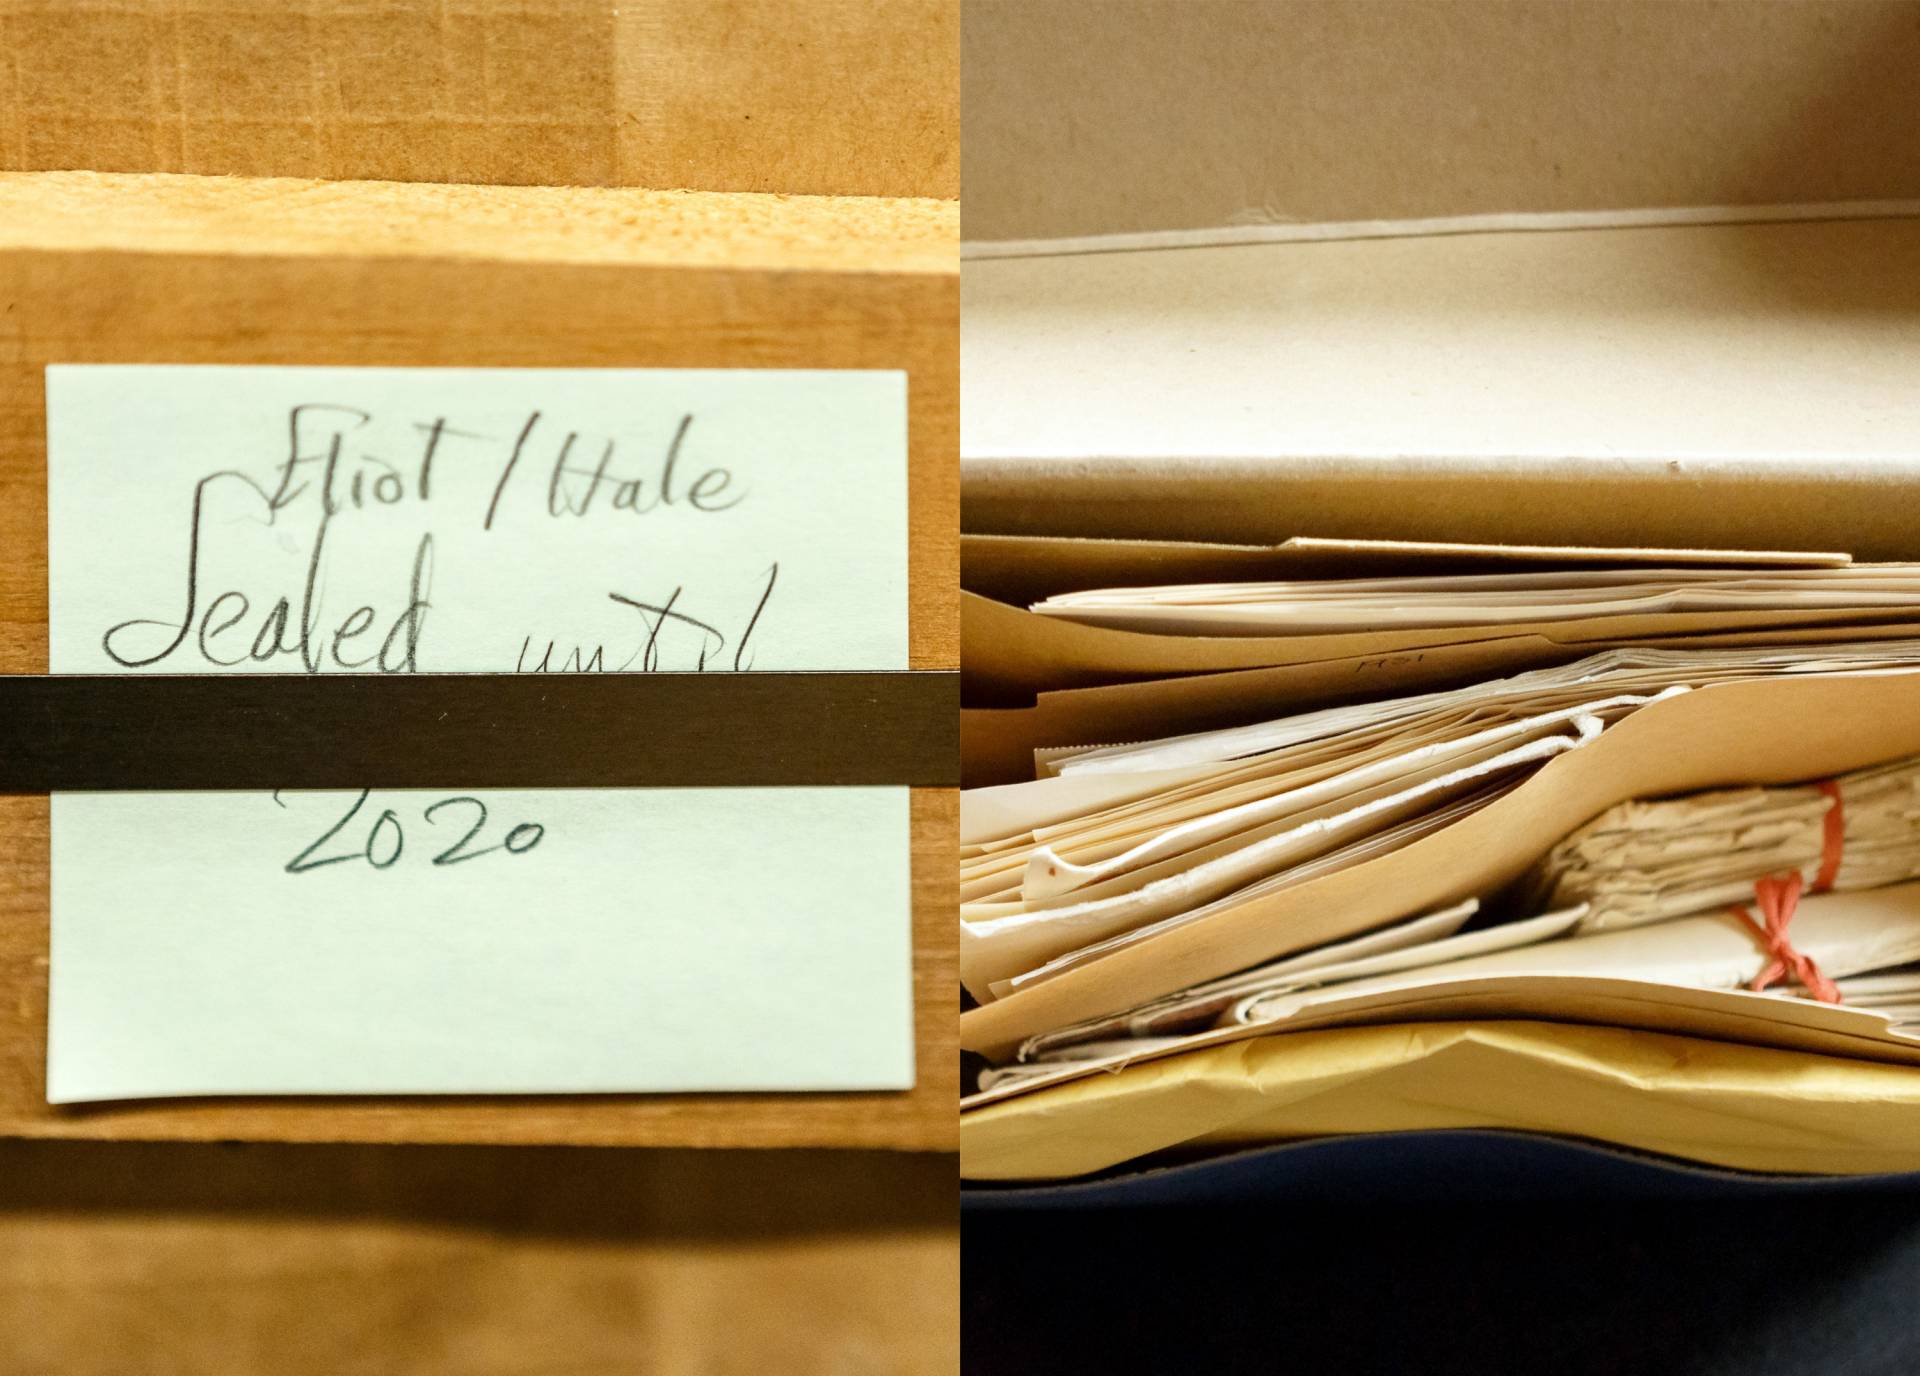 Eliot / Hale
Sealed until
2020